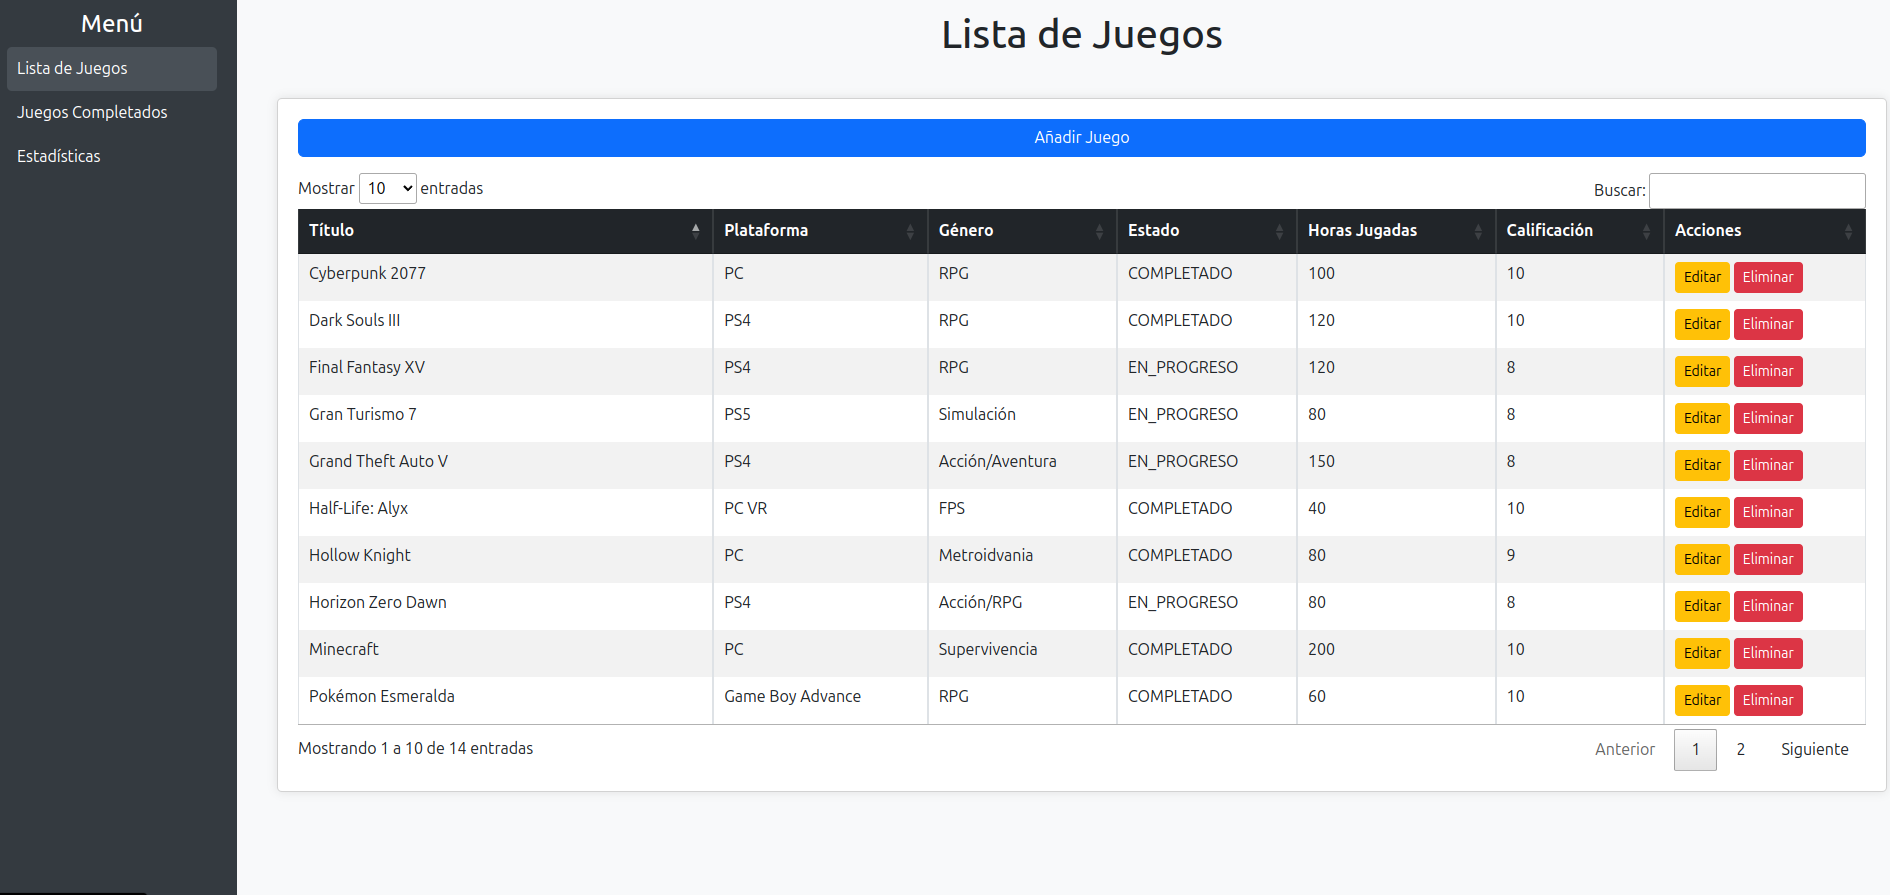 Menú
Lista de Juegos
Juegos Completados
Estadísticas
Lista de Juegos
Añadir Juego
Mostrar 10 entradas
Buscar:
Título Plataforma Género Estado Horas Jugadas Calificación Acciones
Cyberpunk 2077 PC RPG COMPLETADO 100 10 Editar Eliminar
Dark Souls III PS4 RPG COMPLETADO 120 10 Editar Eliminar
Final Fantasy XV PS4 RPG EN_PROGRESO 120 8 Editar Eliminar
Gran Turismo 7 PS5 Simulación EN_PROGRESO 80 8 Editar Eliminar
Grand Theft Auto V PS4 Acción/Aventura EN_PROGRESO 150 8 Editar Eliminar
Half-Life: Alyx PC VR FPS COMPLETADO 40 10 Editar Eliminar
Hollow Knight PC Metroidvania COMPLETADO 80 9 Editar Eliminar
Horizon Zero Dawn PS4 Acción/RPG EN_PROGRESO 80 8 Editar Eliminar
Minecraft PC Supervivencia COMPLETADO 200 10 Editar Eliminar
Pokémon Esmeralda Game Boy Advance RPG COMPLETADO 60 10 Editar Eliminar
Mostrando 1 a 10 de 14 entradas
Anterior 1 2 Siguiente